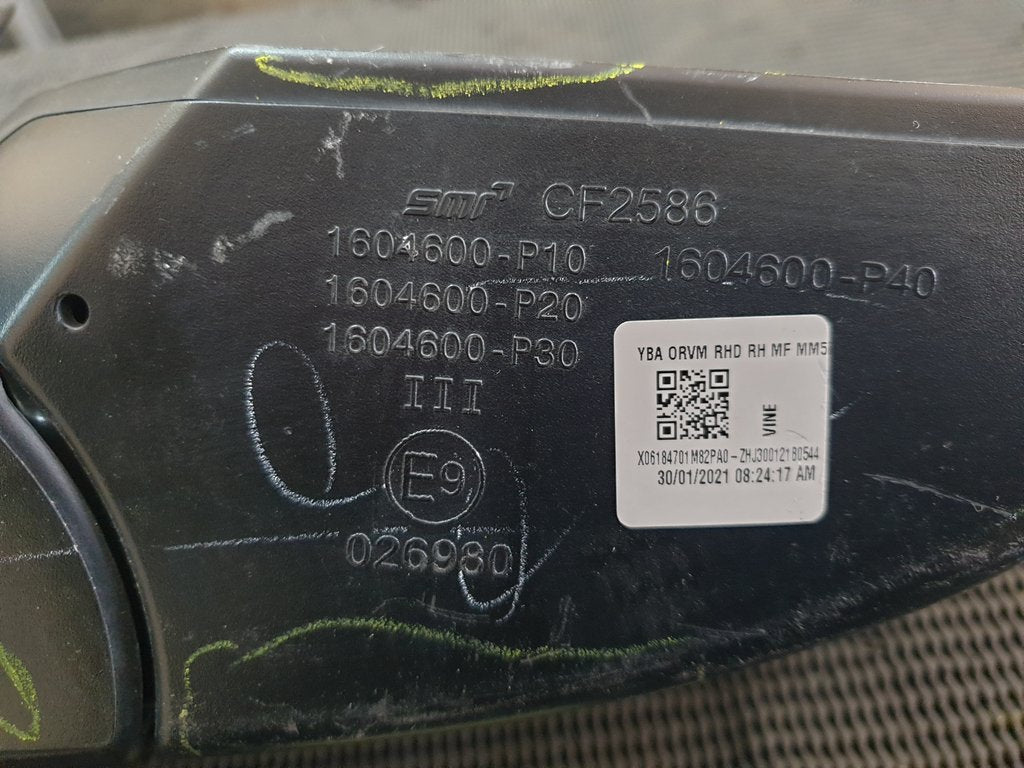 smr CF2586
1604600-P10 1604600-P40
1604600-P20
1604600-P30
III
E9
026980
YBA ORVM RHD RH MF MM5
VINE
X06184701M82PA0-ZHJ30012180544
30/01/2021 08:24:17 AM